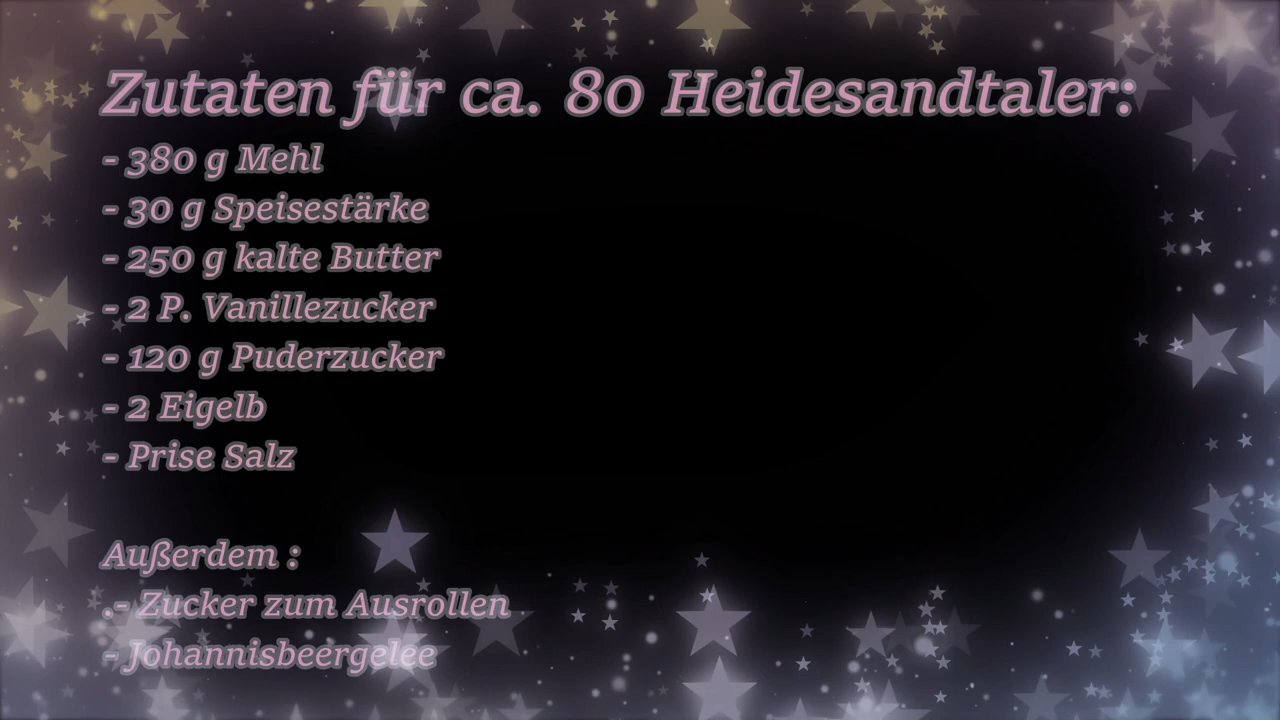 Zutaten für ca. 80 Heidesandtaler:
- 380 g Mehl
- 30 g Speisestärke
- 250 g kalte Butter
- 2 P. Vanillezucker
- 120 g Puderzucker
- 2 Eigelb
- Prise Salz
Außerdem :
.- Zucker zum Ausrollen
- Johannisbeergelee